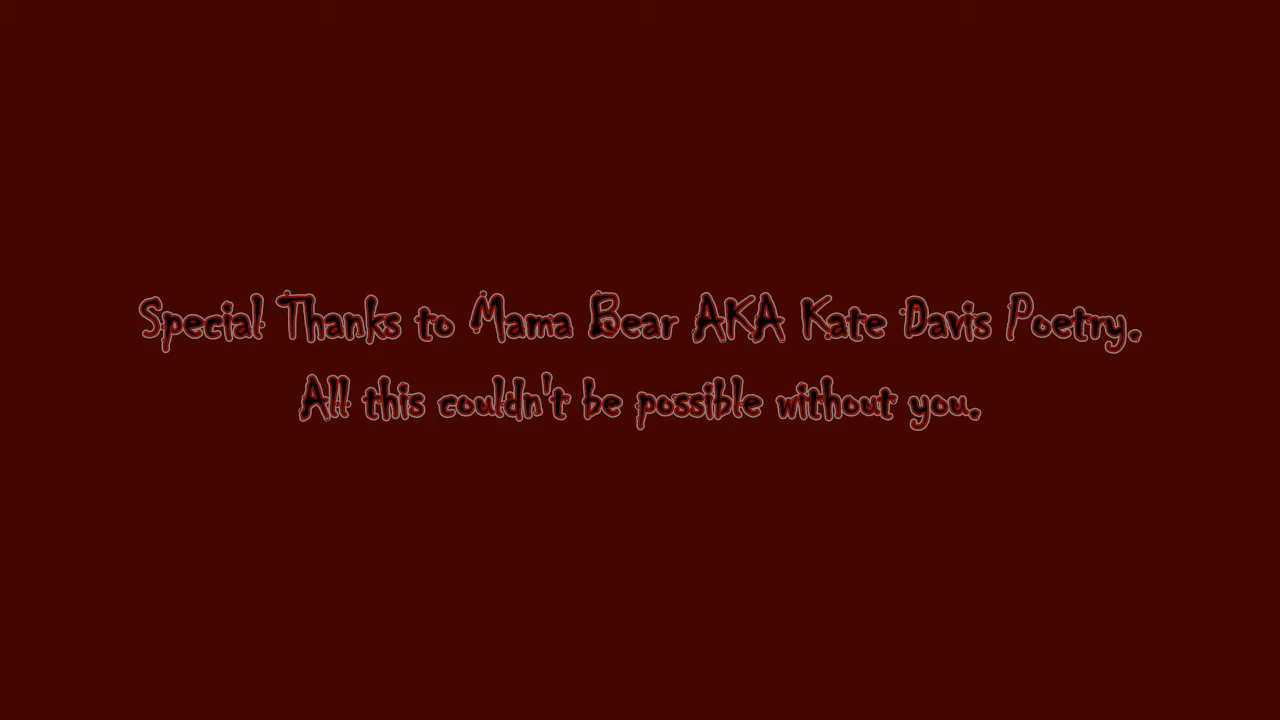 Special Thanks to Mama Bear AKA Kate Davis Poetry.
All this couldn't be possible without you.